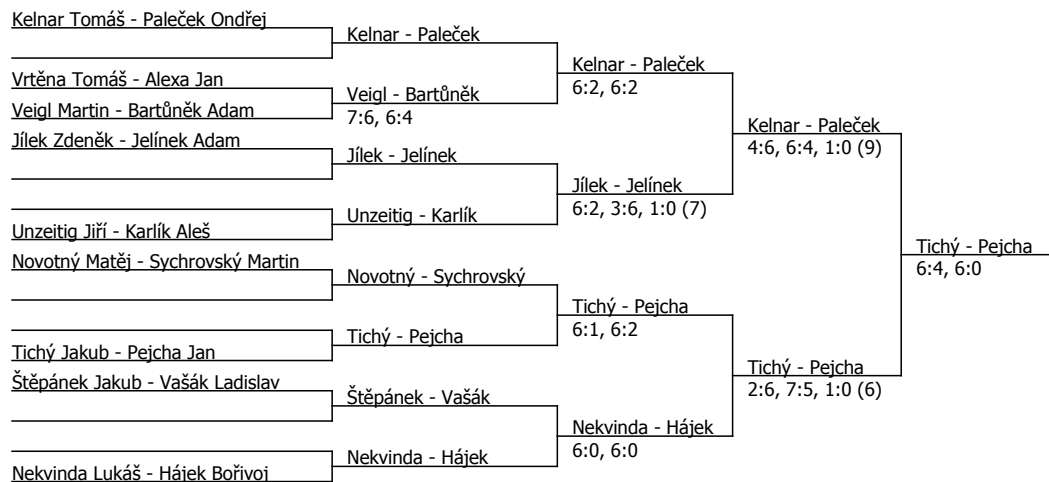 Kelnar Tomáš - Paleček Ondřej
Kelnar - Paleček
Kelnar - Paleček
6:2, 6:2
Vrtěna Tomáš - Alexa Jan
Veigl - Bartůněk
7:6, 6:4
Veigl Martin - Bartůněk Adam
Kelnar - Paleček
4:6, 6:4, 1:0 (9)
Jílek Zdeněk - Jelínek Adam
Jílek - Jelínek
Jílek - Jelínek
6:2, 3:6, 1:0 (7)
Unzeitig - Karlík
Unzeitig Jiří - Karlík Aleš
Tichý - Pejcha
6:4, 6:0
Novotný Matěj - Sychrovský Martin
Novotný - Sychrovský
Tichý - Pejcha
6:1, 6:2
Tichý - Pejcha
Tichý Jakub - Pejcha Jan
Tichý - Pejcha
2:6, 7:5, 1:0 (6)
Štěpánek Jakub - Vašák Ladislav
Štěpánek - Vašák
Nekvinda - Hájek
6:0, 6:0
Nekvinda - Hájek
Nekvinda Lukáš - Hájek Bořivoj